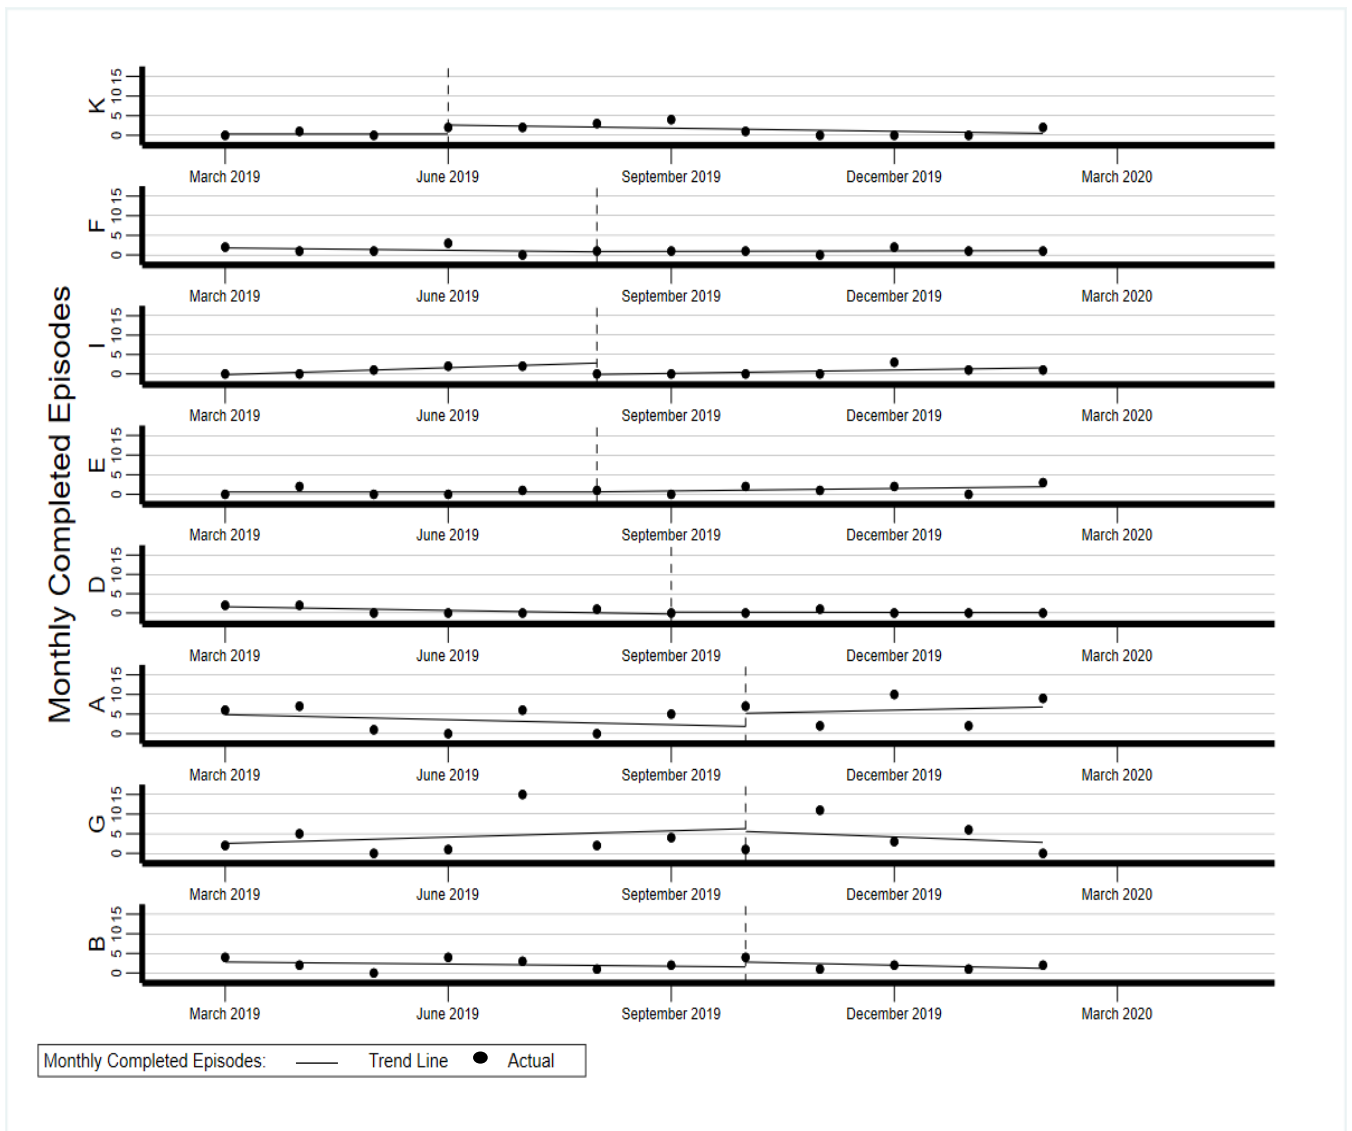 Monthly Completed Episodes
K
0 5 10 15
March 2019 June 2019 September 2019 December 2019 March 2020
F
0 5 10 15
March 2019 June 2019 September 2019 December 2019 March 2020
I
0 5 10 15
March 2019 June 2019 September 2019 December 2019 March 2020
E
0 5 10 15
March 2019 June 2019 September 2019 December 2019 March 2020
D
0 5 10 15
March 2019 June 2019 September 2019 December 2019 March 2020
A
0 5 10 15
March 2019 June 2019 September 2019 December 2019 March 2020
G
0 5 10 15
March 2019 June 2019 September 2019 December 2019 March 2020
B
0 5 10 15
March 2019 June 2019 September 2019 December 2019 March 2020
Monthly Completed Episodes: Trend Line Actual